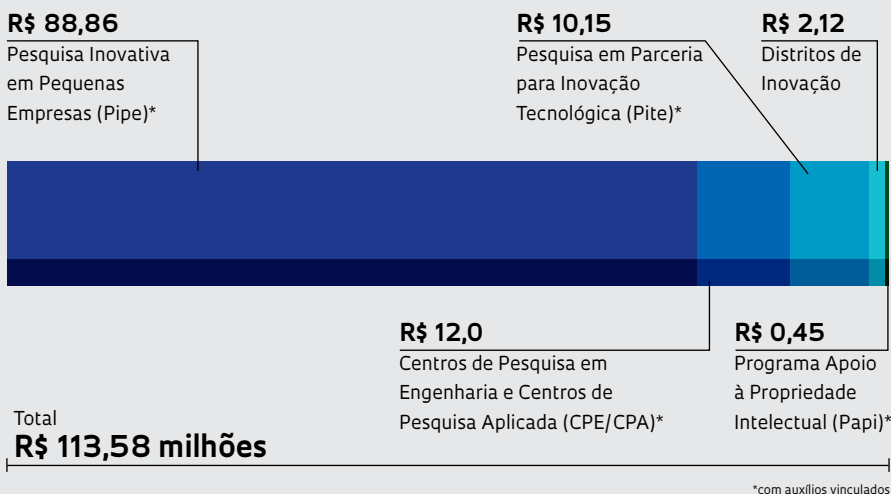 R$ 88,86
Pesquisa Inovativa
em Pequenas
Empresas (Pipe)*
R$ 10,15
Pesquisa em Parceria
para Inovação
Tecnológica (Pite)*
R$ 2,12
Distritos de
Inovação
R$ 12,0
Centros de Pesquisa em
Engenharia e Centros de
Pesquisa Aplicada (CPE/CPA)*
R$ 0,45
Programa Apoio
à Propriedade
Intelectual (Papi)*
Total
R$ 113,58 milhões
*com auxílios vinculados